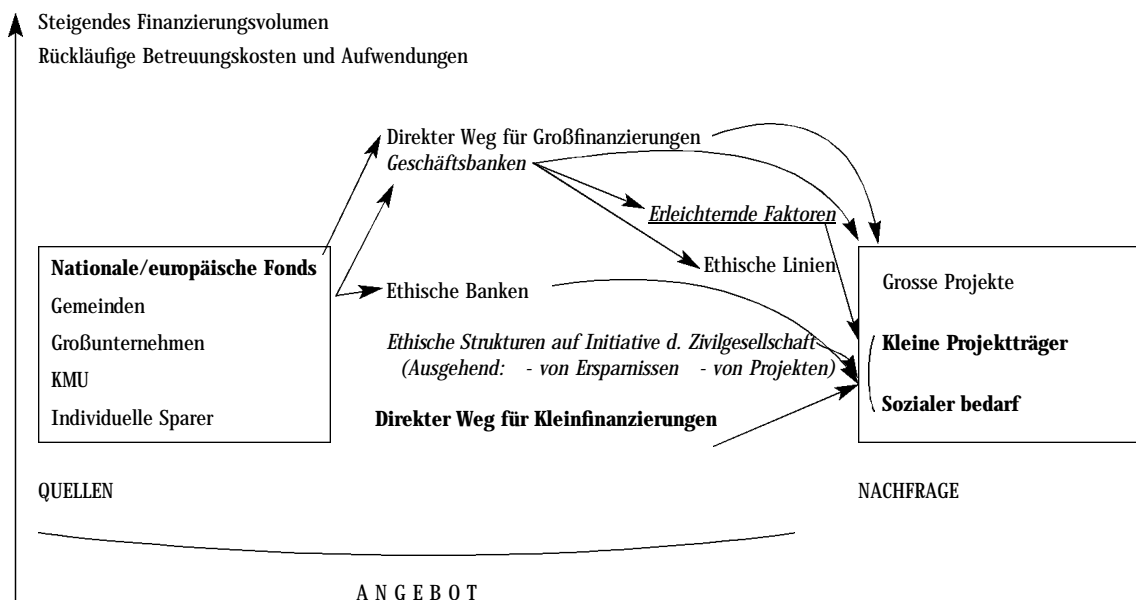 Steigendes Finanzierungsvolumen
Rückläufige Betreuungskosten und Aufwendungen
Direkter Weg für Großfinanzierungen
Geschäftsbanken
Erleichternde Faktoren
Ethische Linien
Nationale/europäische Fonds
Gemeinden
Großunternehmen
KMU
Individuelle Sparer
Ethische Banken
Ethische Strukturen auf Initiative d. Zivilgesellschaft
(Ausgehend: - von Ersparnissen - von Projekten)
Direkter Weg für Kleinfinanzierungen
Grosse Projekte
Kleine Projektträger
Sozialer bedarf
QUELLEN
NACHFRAGE
ANGEBOT